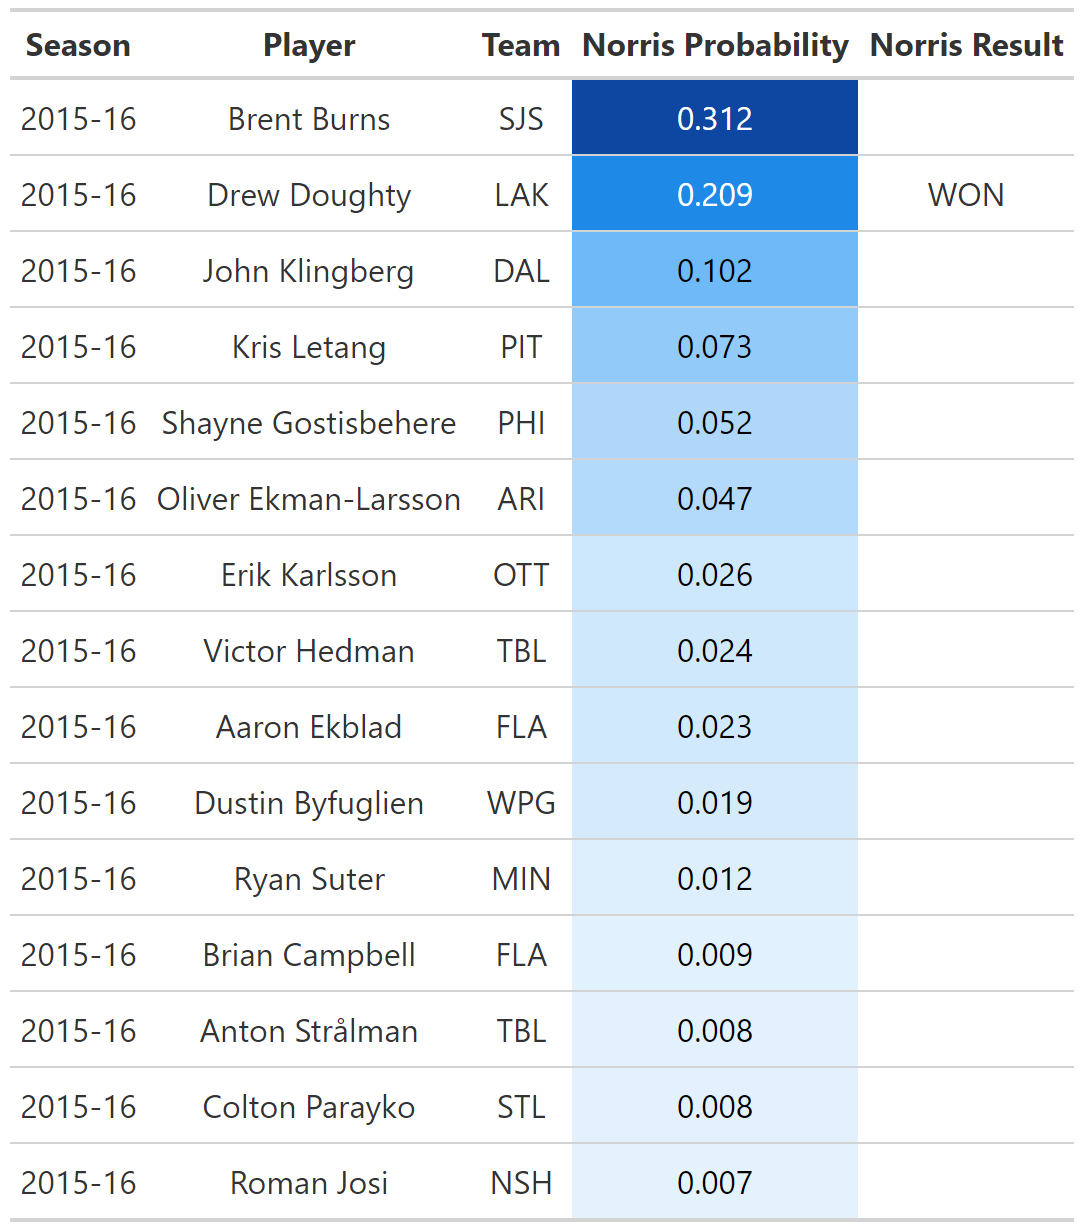 Season Player Team Norris Probability Norris Result
2015-16 Brent Burns SJS 0.312
2015-16 Drew Doughty LAK 0.209 WON
2015-16 John Klingberg DAL 0.102
2015-16 Kris Letang PIT 0.073
2015-16 Shayne Gostisbehere PHI 0.052
2015-16 Oliver Ekman-Larsson ARI 0.047
2015-16 Erik Karlsson OTT 0.026
2015-16 Victor Hedman TBL 0.024
2015-16 Aaron Ekblad FLA 0.023
2015-16 Dustin Byfuglien WPG 0.019
2015-16 Ryan Suter MIN 0.012
2015-16 Brian Campbell FLA 0.009
2015-16 Anton Strålman TBL 0.008
2015-16 Colton Parayko STL 0.008
2015-16 Roman Josi NSH 0.007